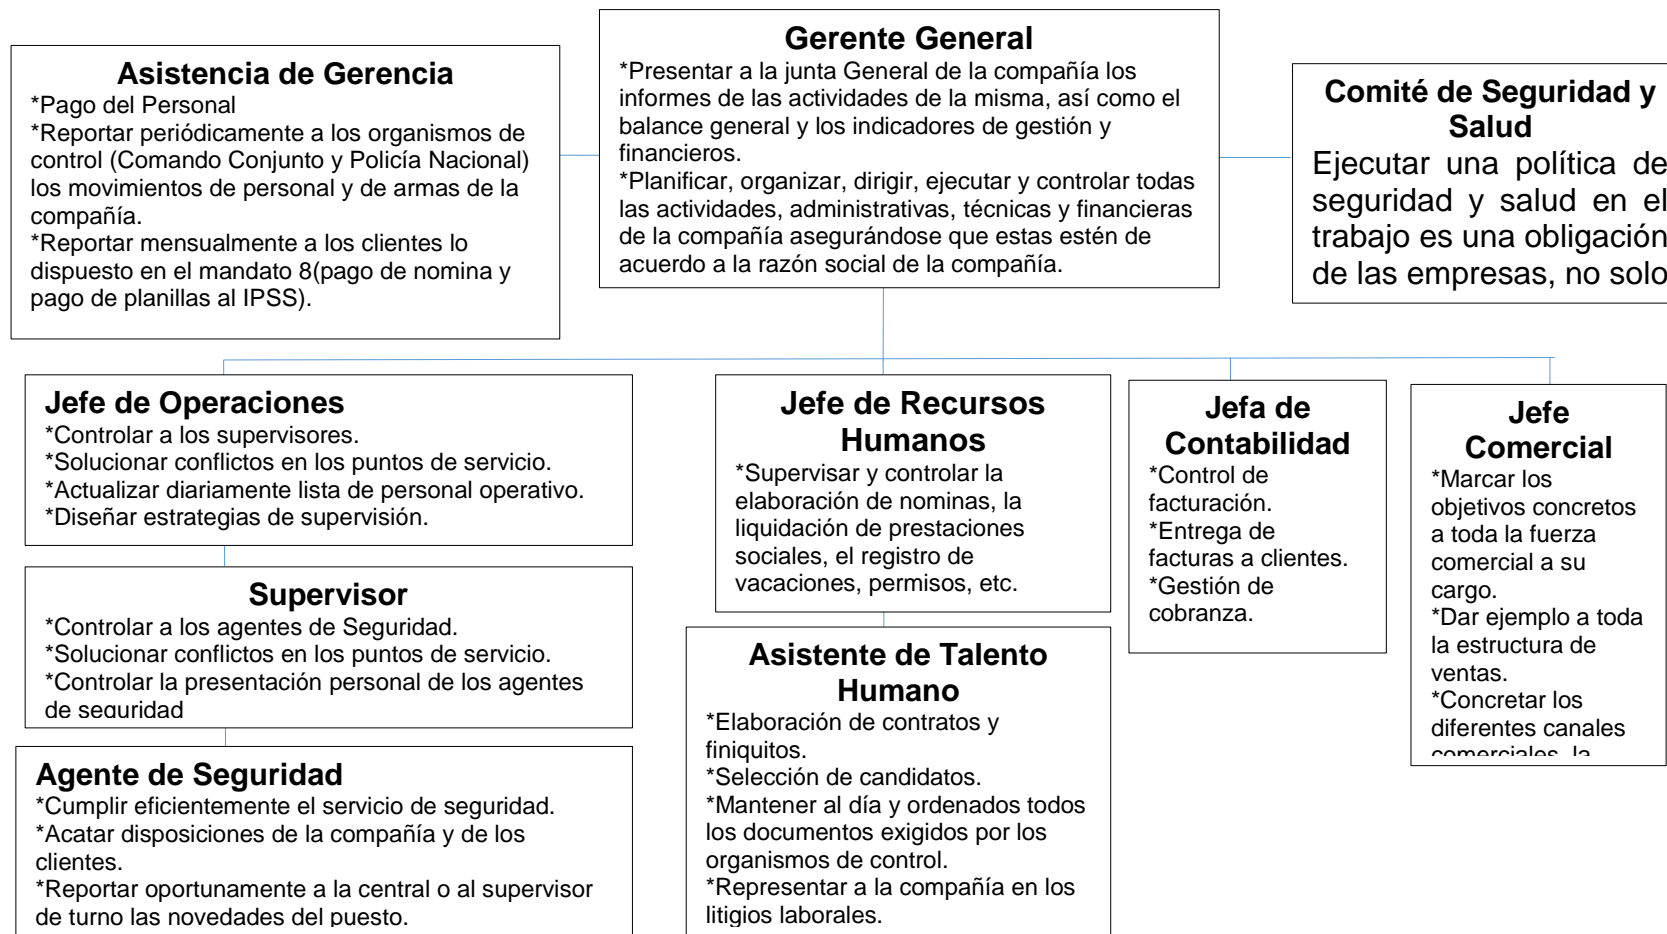 Gerente General
*Presentar a la junta General de la compañía los
informes de las actividades de la misma, así como el
balance general y los indicadores de gestión y
financieros.
*Planificar, organizar, dirigir, ejecutar y controlar todas
las actividades, administrativas, técnicas y financieras
de la compañía asegurándose que estas estén de
acuerdo a la razón social de la compañía.
Asistencia de Gerencia
*Pago del Personal
*Reportar periódicamente a los organismos de
control (Comando Conjunto y Policía Nacional)
los movimientos de personal y de armas de la
compañía.
*Reportar mensualmente a los clientes lo
dispuesto en el mandato 8(pago de nomina y
pago de planillas al IPSS).
Comité de Seguridad y
Salud
Ejecutar una política de
seguridad y salud en el
trabajo es una obligación
de las empresas, no solo
Jefe de Operaciones
*Controlar a los supervisores.
*Solucionar conflictos en los puntos de servicio.
*Actualizar diariamente lista de personal operativo.
*Diseñar estrategias de supervisión.
Supervisor
*Controlar a los agentes de Seguridad.
*Solucionar conflictos en los puntos de servicio.
*Controlar la presentación personal de los agentes
de seguridad
Agente de Seguridad
*Cumplir eficientemente el servicio de seguridad.
*Acatar disposiciones de la compañía y de los
clientes.
*Reportar oportunamente a la central o al supervisor
de turno las novedades del puesto.
Jefe de Recursos
Humanos
*Supervisar y controlar la
elaboración de nominas, la
liquidación de prestaciones
sociales, el registro de
vacaciones, permisos, etc.
Asistente de Talento
Humano
*Elaboración de contratos y
finiquitos.
*Selección de candidatos.
*Mantener al día y ordenados todos
los documentos exigidos por los
organismos de control.
*Representar a la compañía en los
litigios laborales.
Jefa de
Contabilidad
*Control de
facturación.
*Entrega de
facturas a clientes.
*Gestión de
cobranza.
Jefe
Comercial
*Marcar los
objetivos concretos
a toda la fuerza
comercial a su
cargo.
*Dar ejemplo a toda
la estructura de
ventas.
*Concretar los
diferentes canales
comerciales, la